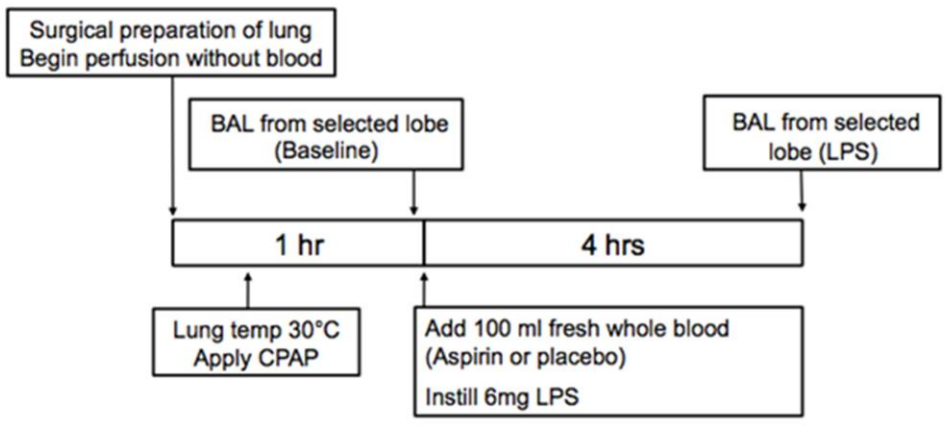 Surgical preparation of lung
Begin perfusion without blood
BAL from selected lobe
(Baseline)
BAL from selected
lobe (LPS)
1 hr
4 hrs
Lung temp 30°C
Apply CPAP
Add 100 ml fresh whole blood
(Aspirin or placebo)
Instill 6mg LPS